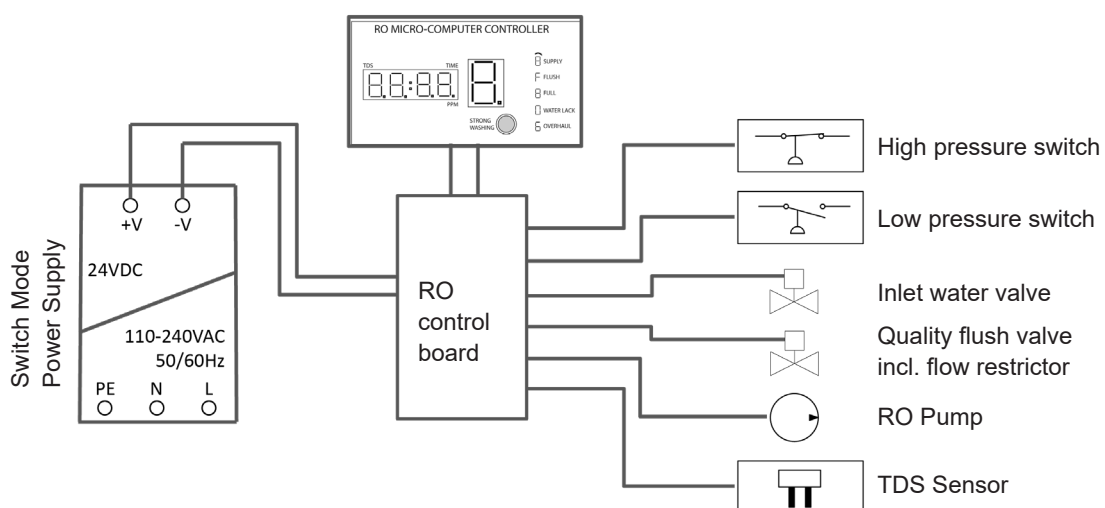 RO MICRO-COMPUTER CONTROLLER
TDS
TIME
PPM
SUPPLY
FLUSH
FULL
WATER LACK
OVERHAUL
STRONG
WASHING
High pressure switch
Low pressure switch
Inlet water valve
Quality flush valve
incl. flow restrictor
RO Pump
TDS Sensor
RO
control
board
Switch Mode
Power Supply
+V
-V
24VDC
110-240VAC
50/60Hz
PE
N
L